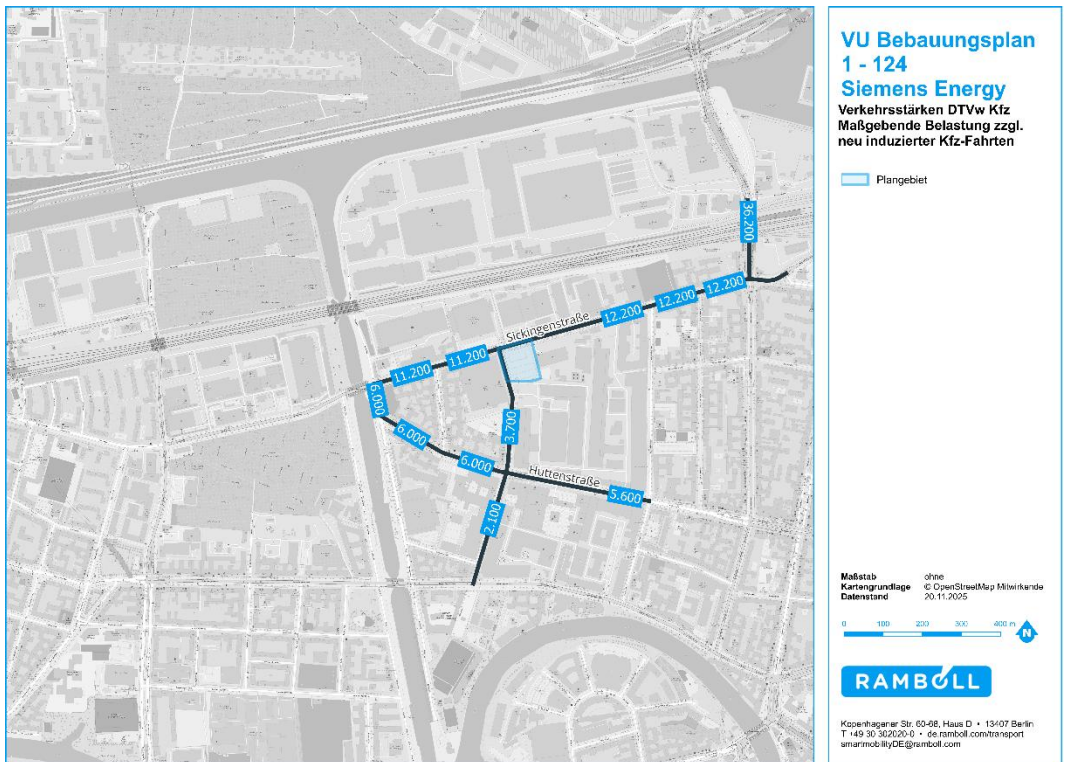 VU Bebauungsplan
1 - 124
Siemens Energy
Verkehrsstärken DTVw Kfz
Maßgebende Belastung zzgl.
neu induzierter Kfz-Fahrten
Plangebiet
36.200
12.200
12.200
12.200
Sickingenstraße
11.200
11.200
6.000
6.000
6.000
3.700
Huttenstraße
5.600
2.100
Maßstab ohne
Kartengrundlage © OpenStreetMap Mitwirkende
Datenstand 20.11.2025
0 100 200 300 400 m
N
RAMBOLL
Kopenhagener Str. 60-68, Haus D • 13407 Berlin
T +49 30 302020-0 • de.ramboll.com/transport
smartmobilityDE@ramboll.com